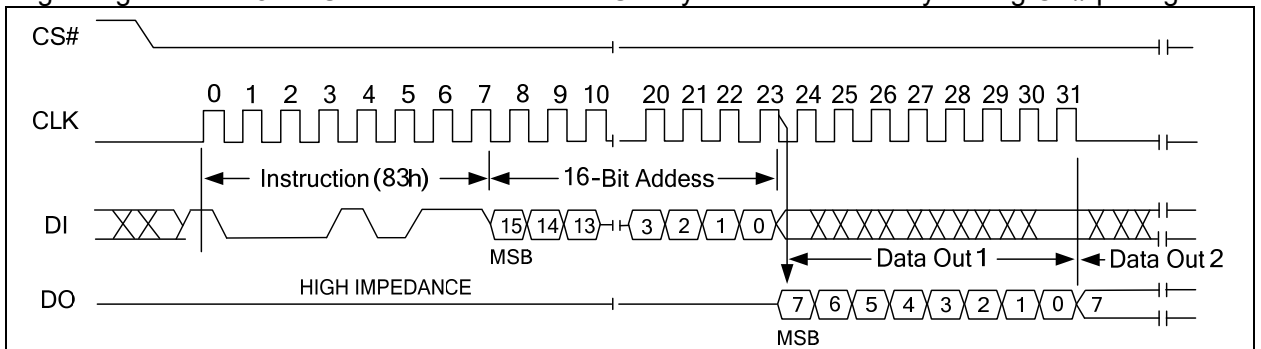 CS#
0 1 2 3 4 5 6 7 8 9 10 20 21 22 23 24 25 26 27 28 29 30 31
CLK
Instruction (83h) 16-Bit Addess
DI 15 14 13 3 2 1 0
MSB Data Out 1 Data Out 2
HIGH IMPEDANCE
DO 7 6 5 4 3 2 1 0 7
MSB